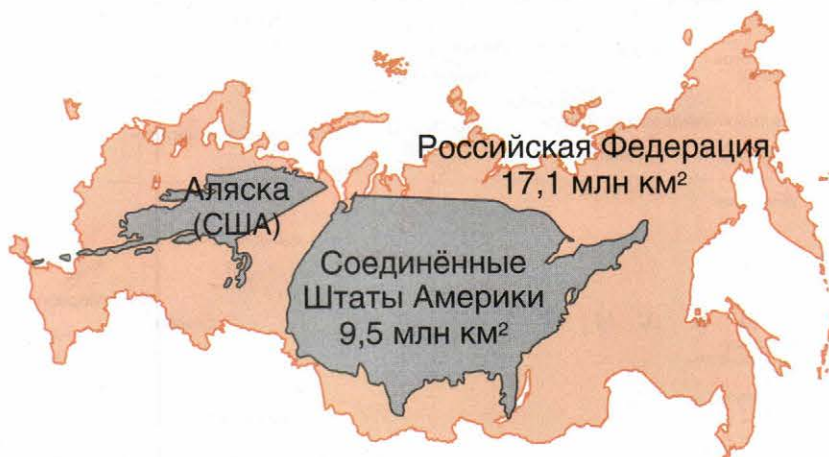 Российская Федерация
17,1 млн км²
Аляска
(США)
Соединённые
Штаты Америки
9,5 млн км²